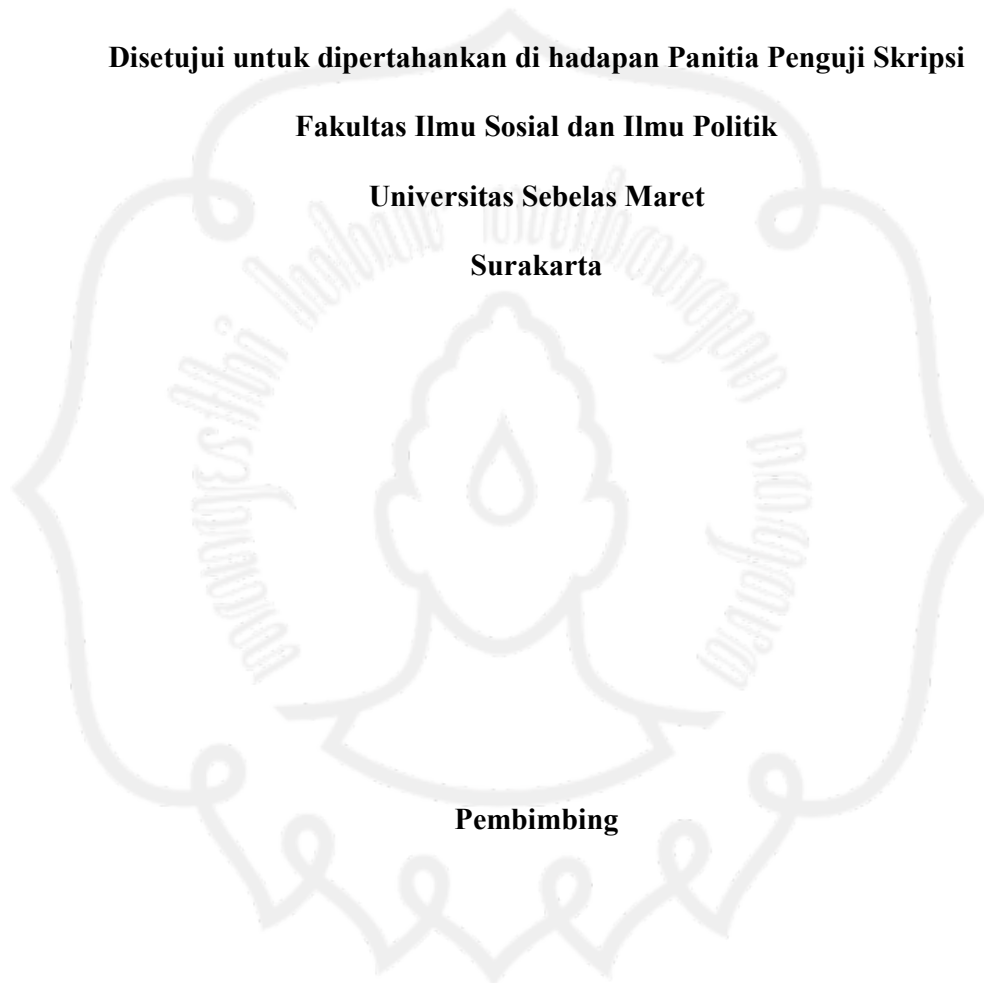 Disetujui untuk dipertahankan di hadapan Panitia Penguji Skripsi
Fakultas Ilmu Sosial dan Ilmu Politik
Universitas Sebelas Maret
Surakarta
Pembimbing